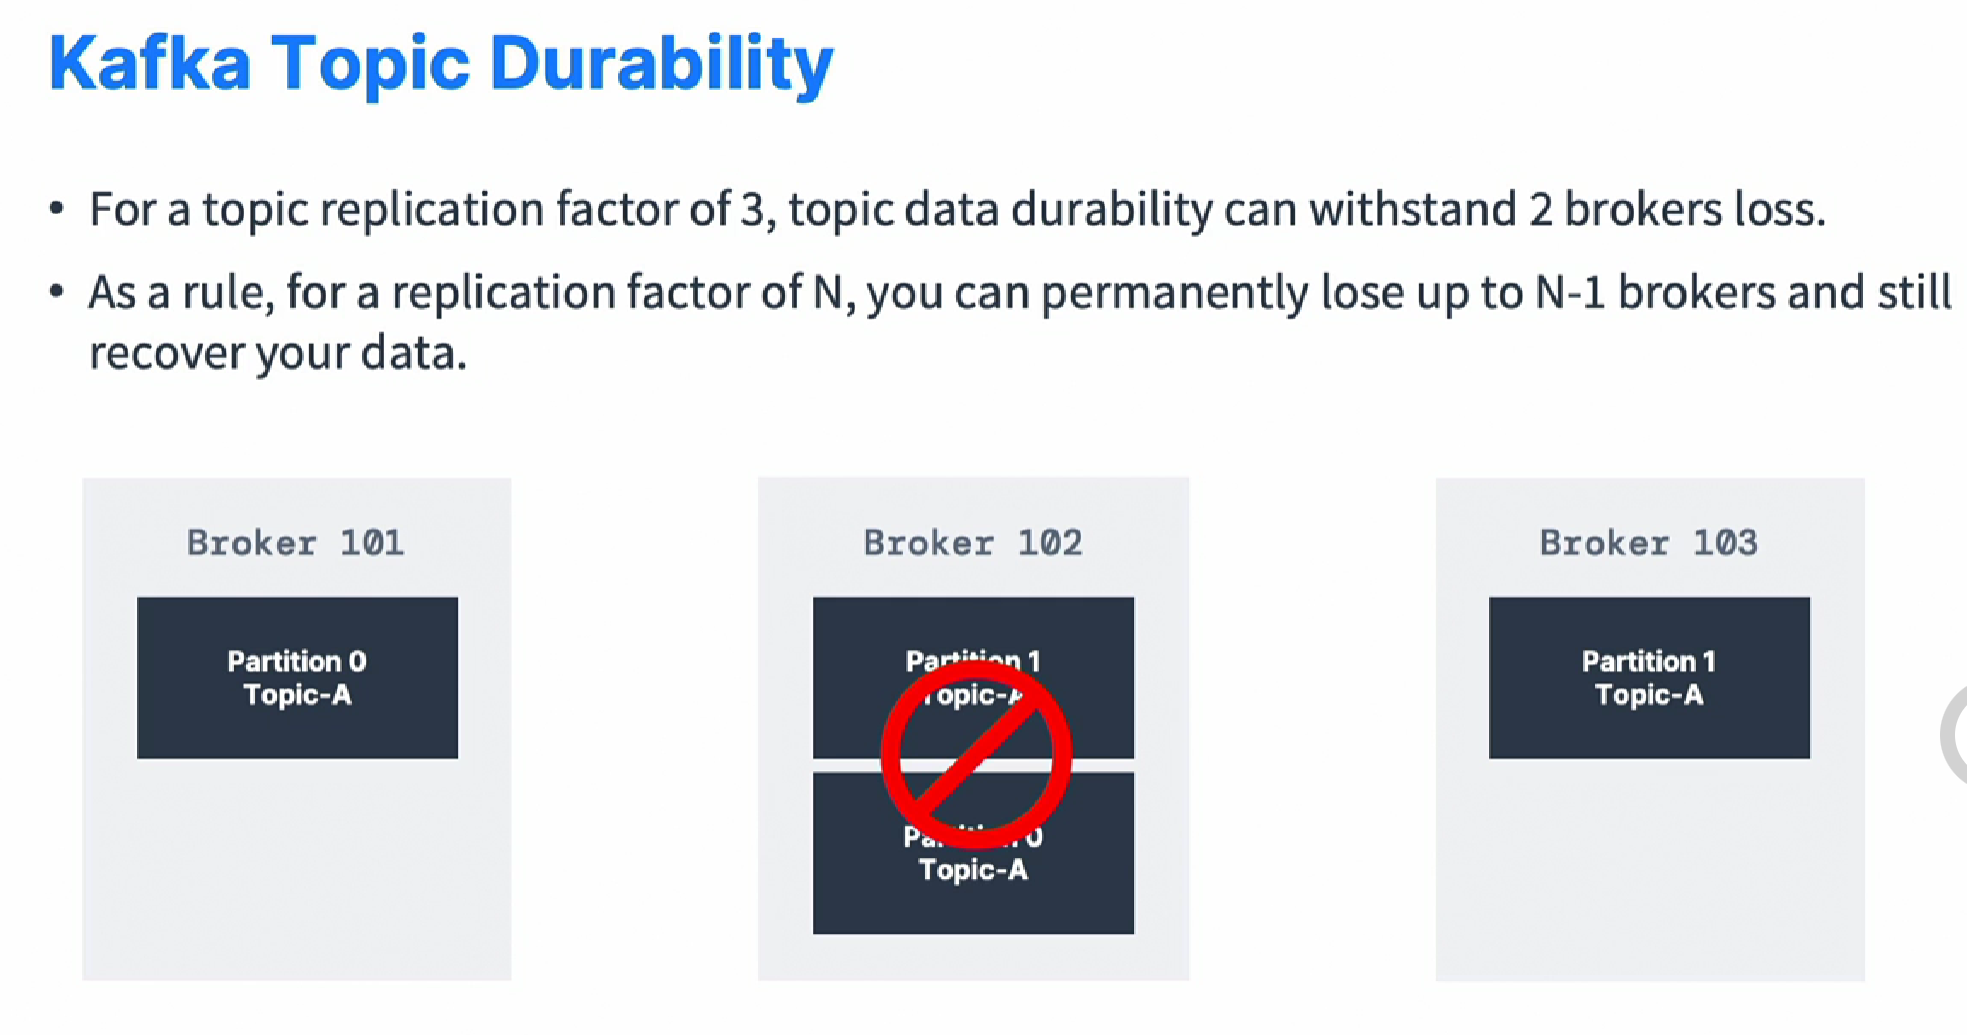 Kafka Topic Durability
• For a topic replication factor of 3, topic data durability can withstand 2 brokers loss.
• As a rule, for a replication factor of N, you can permanently lose up to N-1 brokers and still
recover your data.
Broker 101
Partition 0
Topic-A
Broker 102
Partition 1
Topic-A
Partition 0
Topic-A
Broker 103
Partition 1
Topic-A